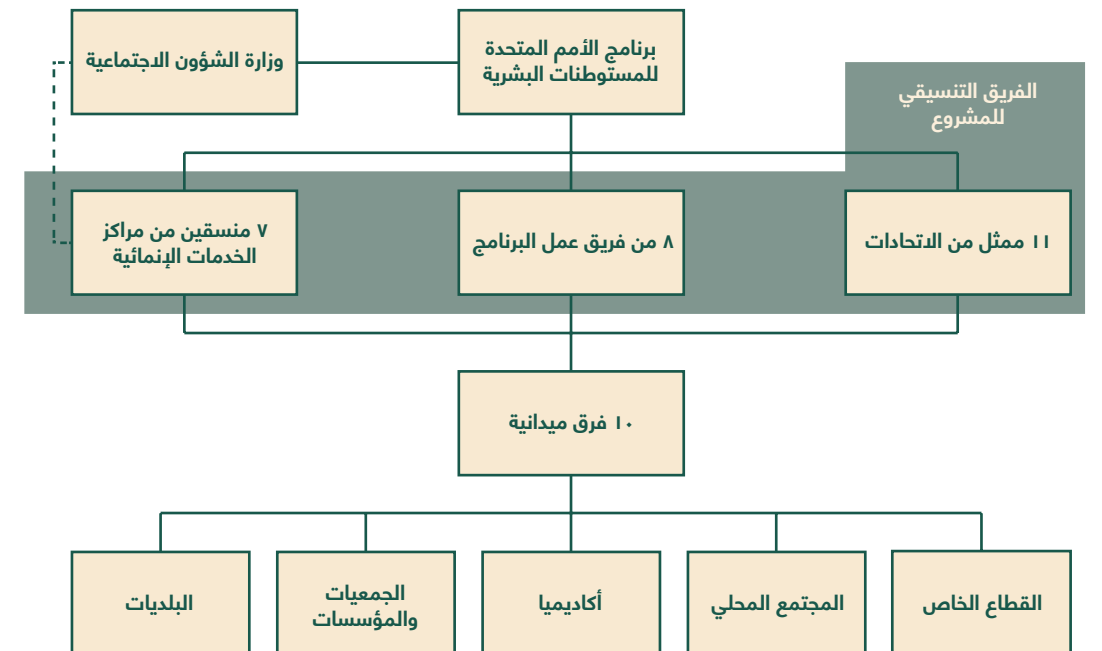 برنامج الأمم المتحدة
للمستوطنات البشرية
وزارة الشؤون الاجتماعية
الفريق التنسيقي
للمشروع
١١ ممثل من الاتحادات
٨ من فريق عمل البرنامج
٧ منسقين من مراكز
الخدمات الإنمائية
١٠ فرق ميدانية
القطاع الخاص
المجتمع المحلي
أكاديميا
الجمعيات
والمؤسسات
البلديات